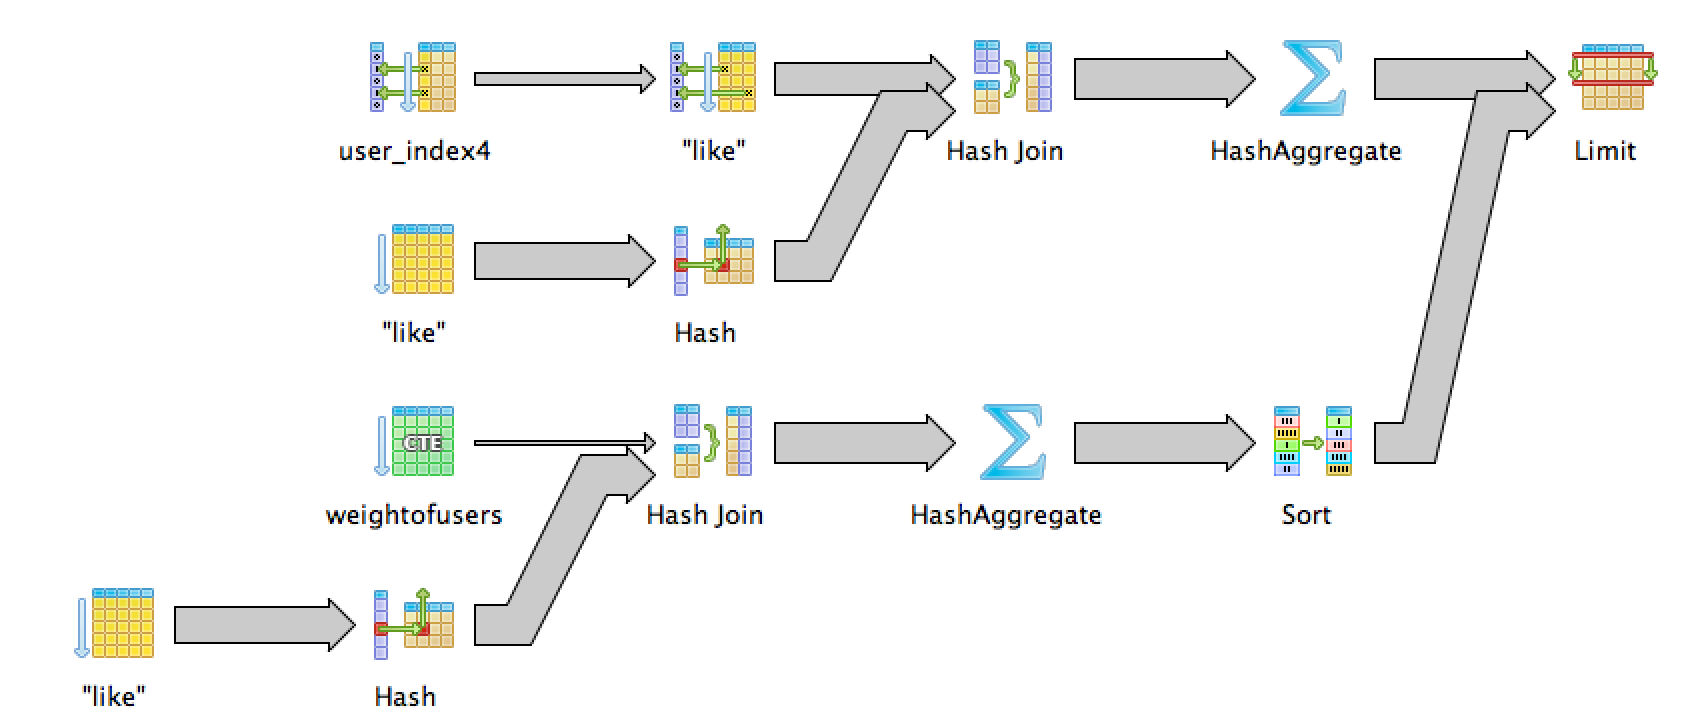 user_index4
"like"
Hash Join
HashAggregate
Limit
"like"
Hash
CTE
weightofusers
Hash Join
HashAggregate
Sort
"like"
Hash